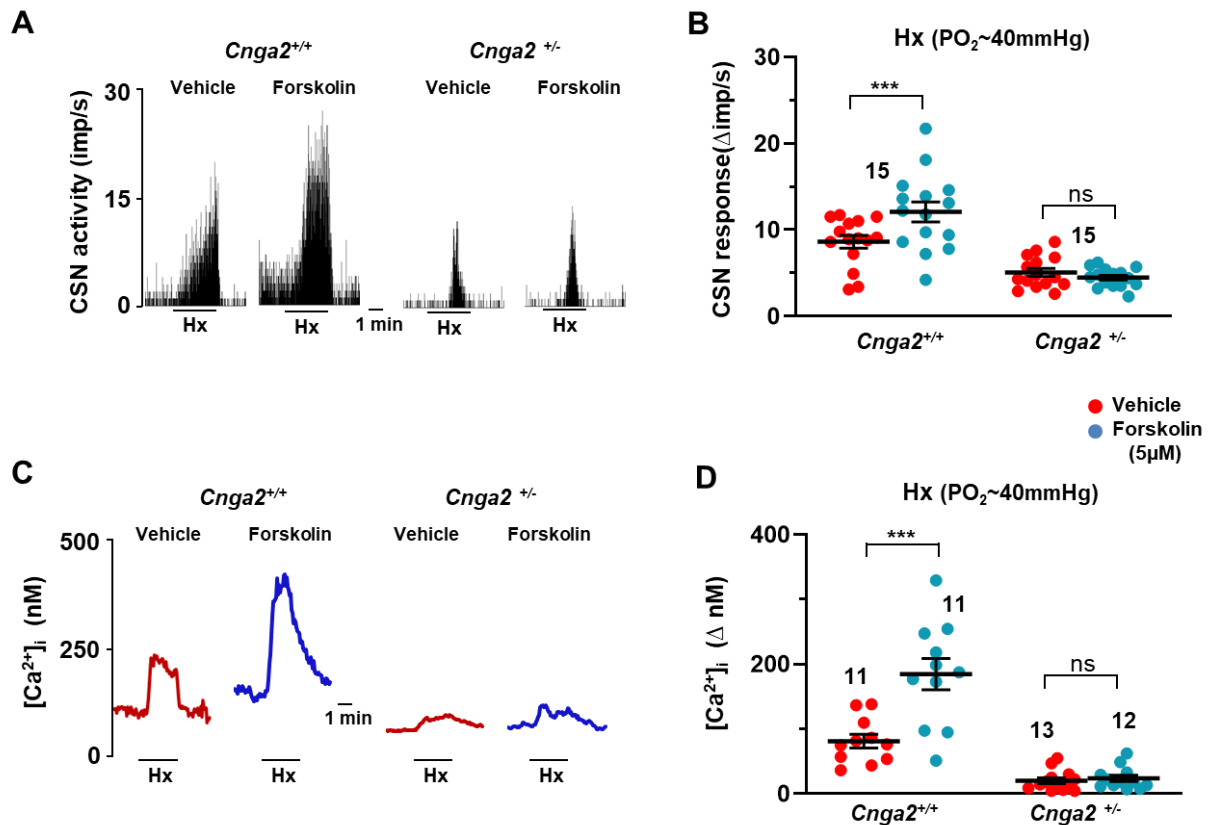 A
Cnga2+/+
Cnga2 +/-
Vehicle
Forskolin
Vehicle
Forskolin
CSN activity (imp/s)
30
15
0
Hx
Hx
1 min
Hx
Hx
B
Hx (PO2~40mmHg)
CSN response(Δimp/s)
30
20
10
0
***
15
ns
15
Cnga2+/+
Cnga2 +/-
Vehicle
Forskolin
(5µM)
C
Cnga2+/+
Cnga2 +/-
Vehicle
Forskolin
Vehicle
Forskolin
[Ca2+]i (nM)
500
250
0
1 min
Hx
Hx
Hx
Hx
D
Hx (PO2~40mmHg)
[Ca2+]i (Δ nM)
400
200
0
***
11
11
ns
13
12
Cnga2+/+
Cnga2 +/-